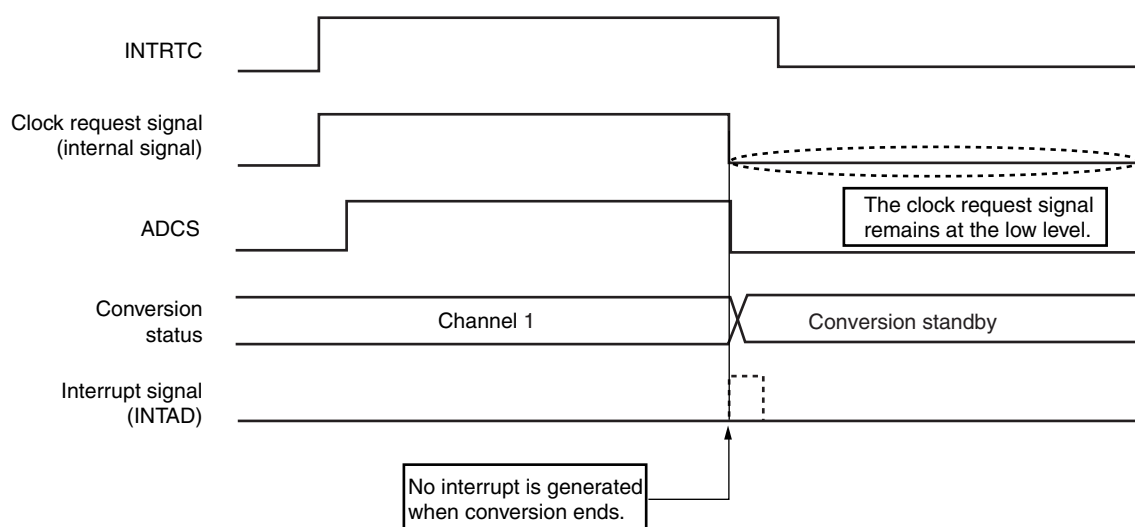 INTRTC
Clock request signal
(internal signal)
The clock request signal
remains at the low level.
ADCS
Conversion
status
Channel 1
Conversion standby
Interrupt signal
(INTAD)
No interrupt is generated
when conversion ends.